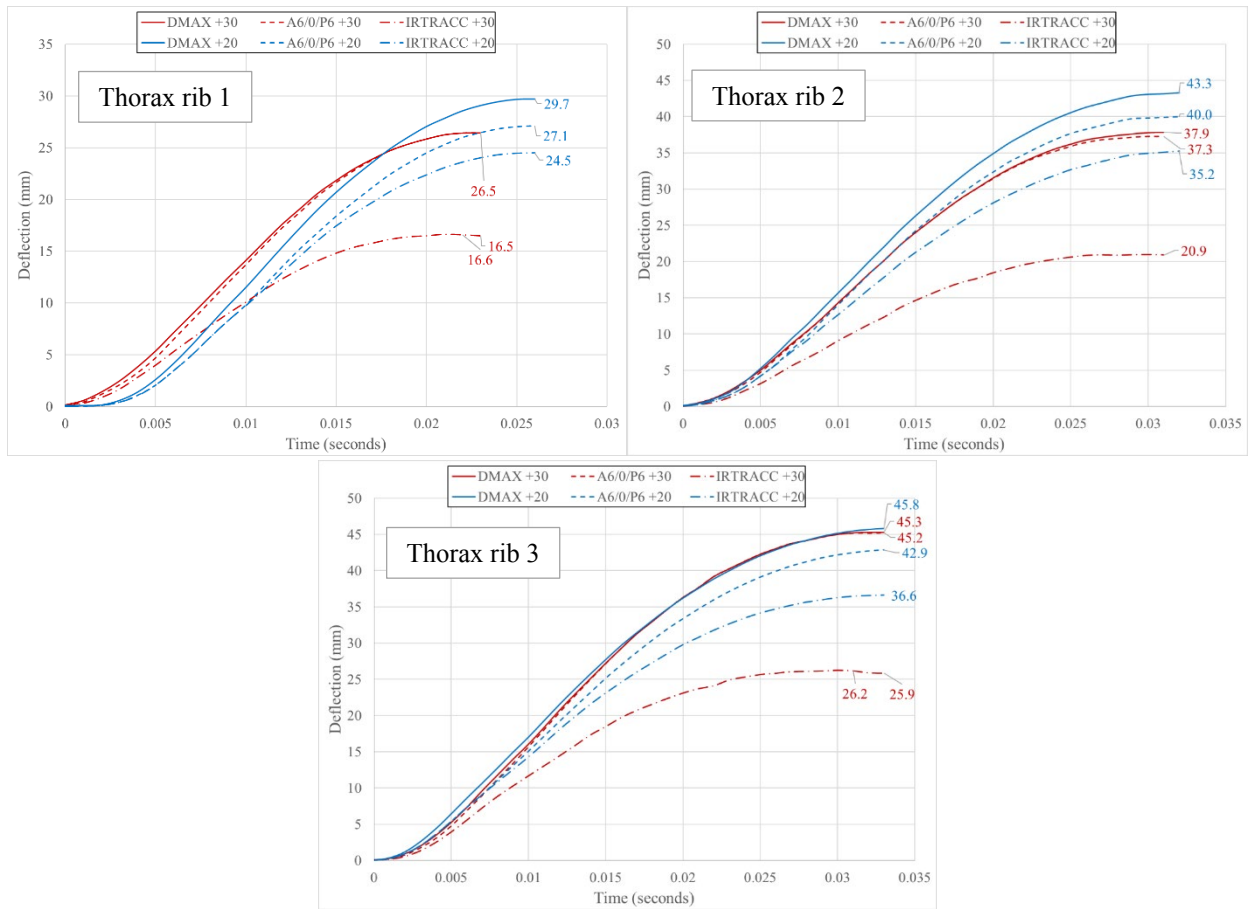 DMAX +30 A6/0/P6 +30 IRTRACC +30
DMAX +20 A6/0/P6 +20 IRTRACC +20
Thorax rib 1
35
30
25
20
15
10
5
0
Deflection (mm)
29.7
27.1
24.5
26.5
16.5
16.6
0 0.005 0.01 0.015 0.02 0.025 0.03
Time (seconds)
DMAX +30 A6/0/P6 +30 IRTRACC +30
DMAX +20 A6/0/P6 +20 IRTRACC +20
Thorax rib 2
50
45
40
35
30
25
20
15
10
5
0
Deflection (mm)
43.3
40.0
37.9
37.3
35.2
20.9
0 0.005 0.01 0.015 0.02 0.025 0.03 0.035
Time (seconds)
DMAX +30 A6/0/P6 +30 IRTRACC +30
DMAX +20 A6/0/P6 +20 IRTRACC +20
Thorax rib 3
50
45
40
35
30
25
20
15
10
5
0
Deflection (mm)
45.8
45.3
45.2
42.9
36.6
26.2 25.9
0 0.005 0.01 0.015 0.02 0.025 0.03 0.035
Time (seconds)